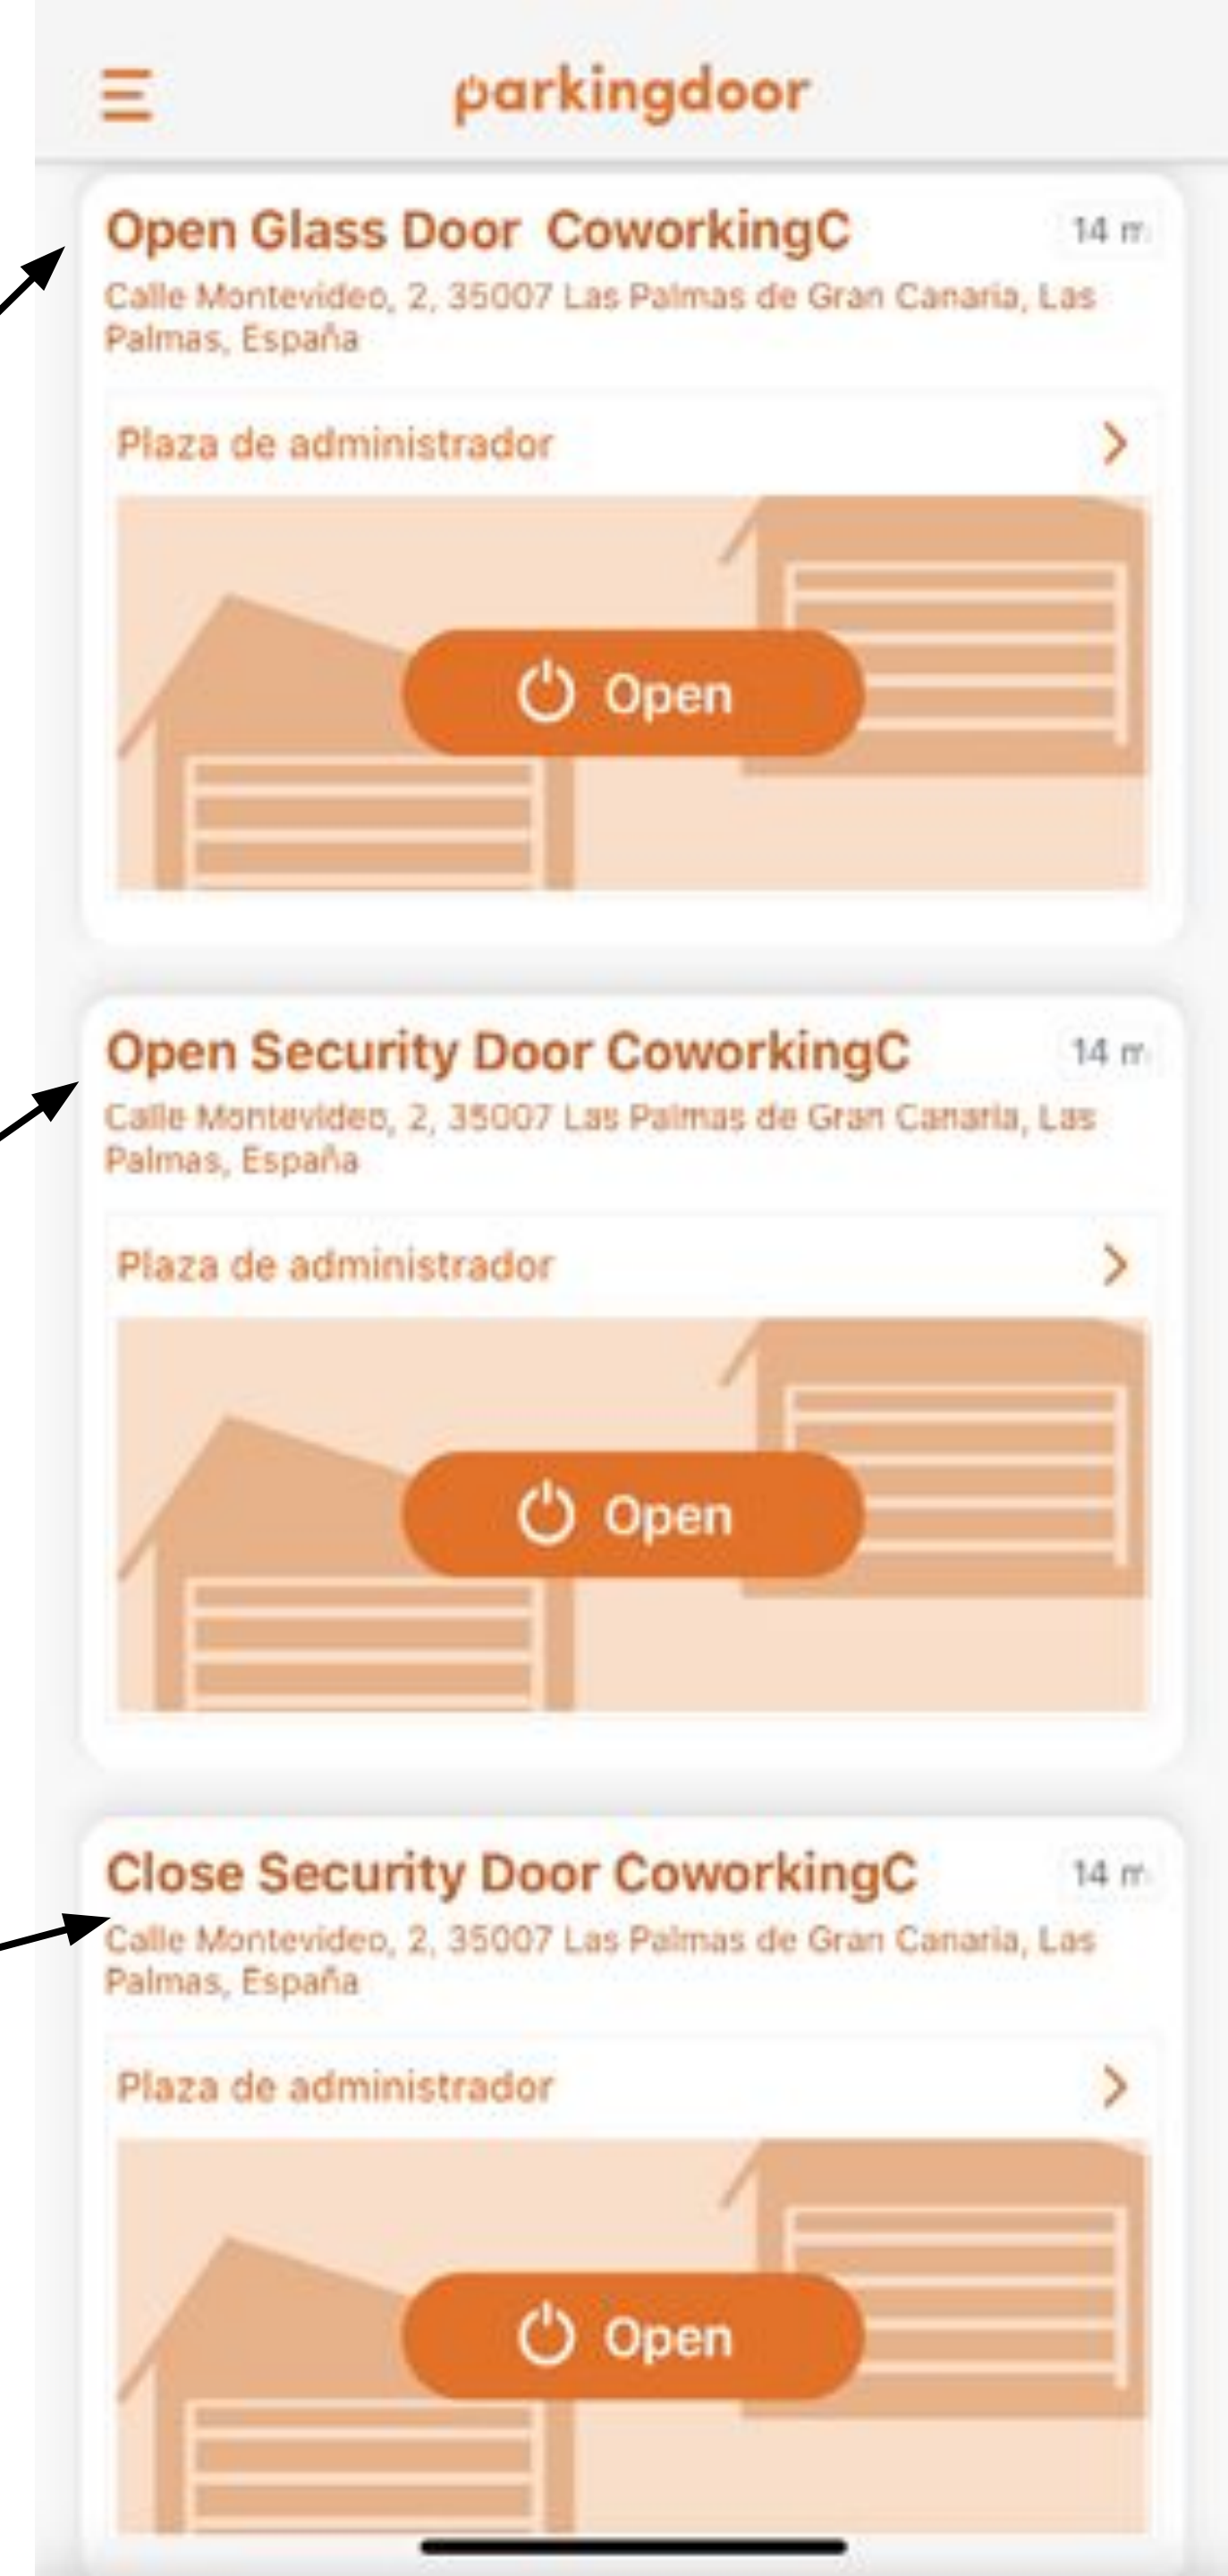 parkingdoor
Open Glass Door CoworkingC
14 m
Calle Montevideo, 2, 35007 Las Palmas de Gran Canaria, Las
Palmas, España
Plaza de administrador
Open
Open Security Door CoworkingC
14 m
Calle Montevideo, 2, 35007 Las Palmas de Gran Canaria, Las
Palmas, España
Plaza de administrador
Open
Close Security Door CoworkingC
14 m
Calle Montevideo, 2, 35007 Las Palmas de Gran Canaria, Las
Palmas, España
Plaza de administrador
Open